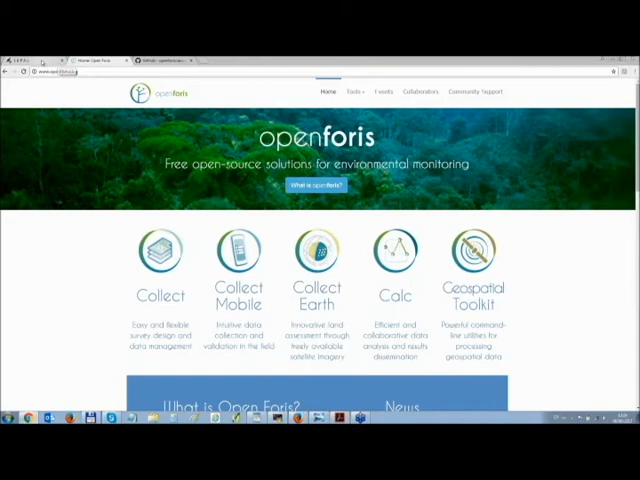 Home Open Foris
openforis
Home
Tools
Events
Collaborators
Community Support
openforis
Free open-source solutions for environmental monitoring
What is openforis?
Collect
Easy and flexible
survey design and
data management
Collect
Mobile
Intuitive data
collection and
validation in the field
Collect
Earth
Innovative land
assessment through
freely available
satellite imagery
Calc
Efficient and
collaborative data
analysis and results
dissemination
Geospatial
Toolkit
Powerful command-
line utilities for
processing
geospatial data
What is Open Foris?
News